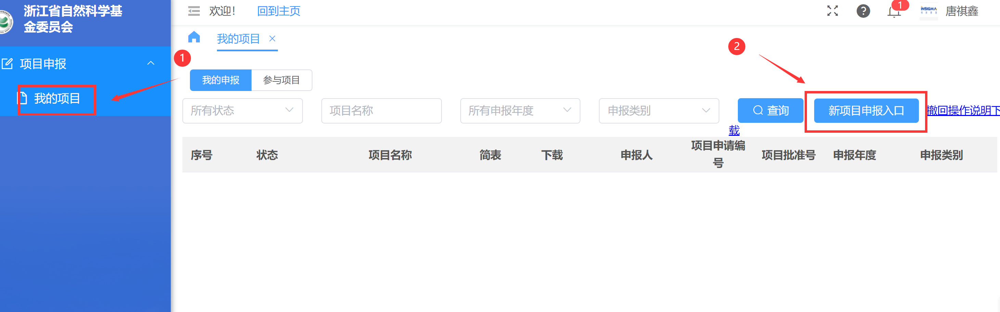 浙江省自然科学基
金委员会
欢迎！
回到主页
1
INSIGMA
唐祺鑫
项目申报
我的项目
1
我的项目
2
我的申报
参与项目
所有状态
项目名称
所有申报年度
申报类别
查询
新项目申报入口
撤回操作说明下
载
序号
状态
项目名称
简表
下载
申报人
项目申请编
号
项目批准号
申报年度
申报类别